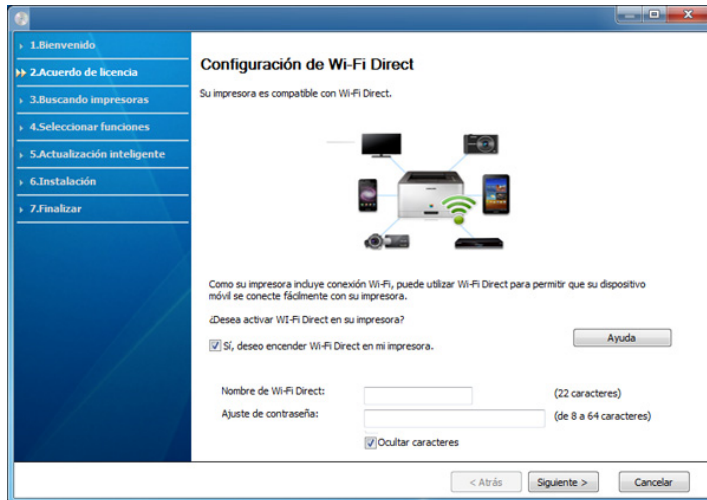 1.Bienvenido
2.Acuerdo de licencia
3.Buscando impresoras
4.Seleccionar funciones
5.Actualización inteligente
6.Instalación
7.Finalizar
Configuración de Wi-Fi Direct
Su impresora es compatible con Wi-Fi Direct.
Como su impresora incluye conexión Wi-Fi, puede utilizar Wi-Fi Direct para permitir que su dispositivo
móvil se conecte fácilmente con su impresora.
¿Desea activar WI-Fi Direct en su impresora?
Sí, deseo encender Wi-Fi Direct en mi impresora.
Ayuda
Nombre de Wi-Fi Direct: (22 caracteres)
Ajuste de contraseña: (de 8 a 64 caracteres)
Ocultar caracteres
< Atrás Siguiente > Cancelar